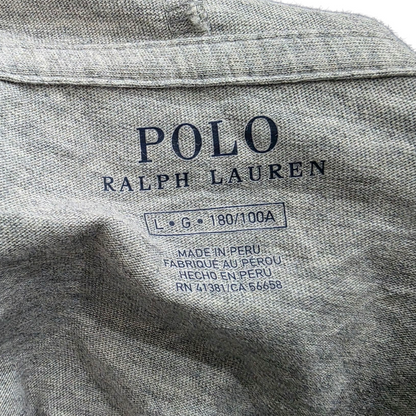 POLO
RALPH LAUREN
L • G • 180/100A
MADE IN PERU
FABRIQUÉ AU PÉROU
HECHO EN PERU
RN 41381/CA 56658